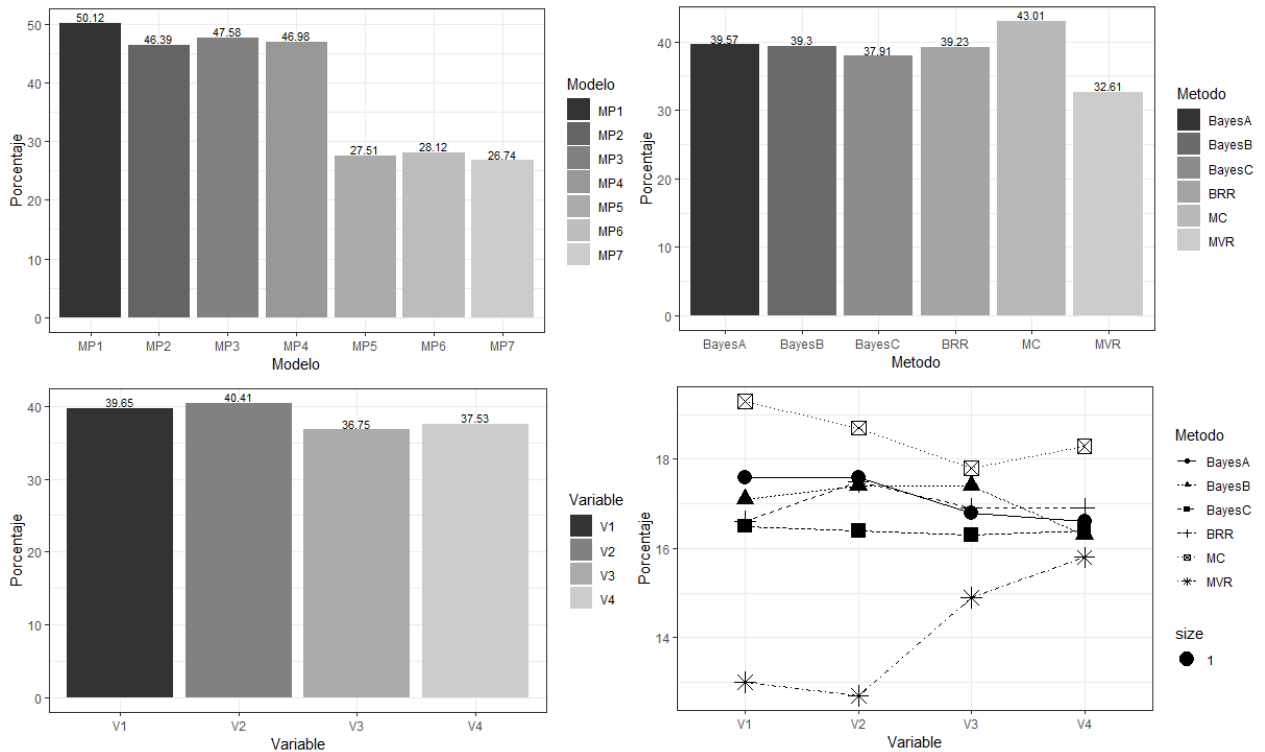 50.12
46.39
47.58
46.98
27.51
28.12
26.74
50
40
30
20
10
0
Porcentaje
MP1 MP2 MP3 MP4 MP5 MP6 MP7
Modelo
Modelo
MP1
MP2
MP3
MP4
MP5
MP6
MP7
39.57
39.3
37.91
39.23
43.01
32.61
40
30
20
10
0
Porcentaje
BayesA BayesB BayesC BRR MC MVR
Metodo
Metodo
BayesA
BayesB
BayesC
BRR
MC
MVR
39.65
40.41
36.75
37.53
40
30
20
10
0
Porcentaje
V1 V2 V3 V4
Variable
Variable
V1
V2
V3
V4
18
16
14
Porcentaje
V1 V2 V3 V4
Variable
Metodo
BayesA
BayesB
BayesC
BRR
MC
MVR
size
1